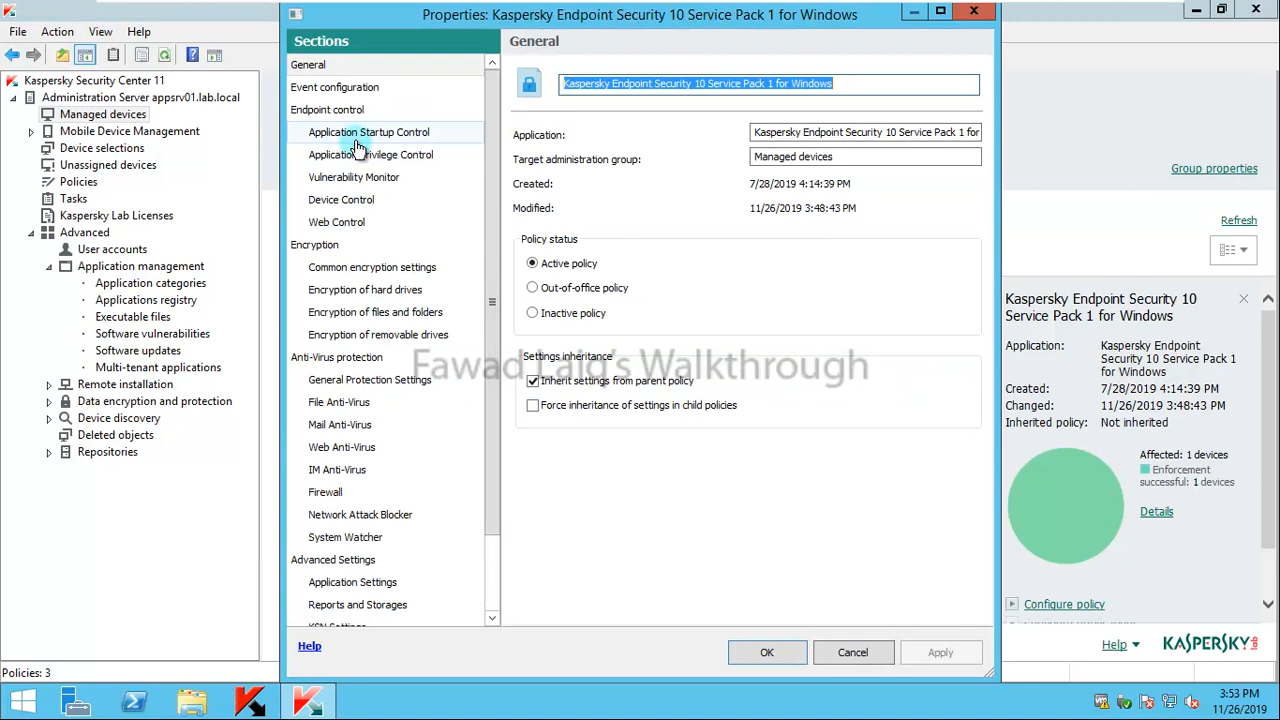 Properties: Kaspersky Endpoint Security 10 Service Pack 1 for Windows
File Action View Help
Kaspersky Security Center 11
Administration Server appsrv01.lab.local
Managed devices
Mobile Device Management
Device selections
Unassigned devices
Policies
Tasks
Kaspersky Lab Licenses
Advanced
User accounts
Application management
Application categories
Applications registry
Executable files
Software vulnerabilities
Software updates
Multi-tenant applications
Remote installation
Data encryption and protection
Device discovery
Deleted objects
Repositories
Policies: 3
Sections
General
Event configuration
Endpoint control
Application Startup Control
Application Privilege Control
Vulnerability Monitor
Device Control
Web Control
Encryption
Common encryption settings
Encryption of hard drives
Encryption of files and folders
Encryption of removable drives
Anti-Virus protection
General Protection Settings
File Anti-Virus
Mail Anti-Virus
Web Anti-Virus
IM Anti-Virus
Firewall
Network Attack Blocker
System Watcher
Advanced Settings
Application Settings
Reports and Storages
KSN Settings
Help
General
Kaspersky Endpoint Security 10 Service Pack 1 for Windows
Application: Kaspersky Endpoint Security 10 Service Pack 1 for
Target administration group: Managed devices
Created: 7/28/2019 4:14:39 PM
Modified: 11/26/2019 3:48:43 PM
Policy status
Active policy
Out-of-office policy
Inactive policy
Settings inheritance
Fawad Laiq's Walkthrough
Inherit settings from parent policy
Force inheritance of settings in child policies
OK Cancel Apply
Group properties
Refresh
Kaspersky Endpoint Security 10
Service Pack 1 for Windows
Application: Kaspersky Endpoint
Security 10 Service Pack 1
for Windows
Created: 7/28/2019 4:14:39 PM
Changed: 11/26/2019 3:48:43 PM
Inherited policy: Not inherited
Affected: 1 devices
Enforcement
successful: 1 devices
Details
Configure policy
Help KASPERSKY lab
3:53 PM
11/26/2019